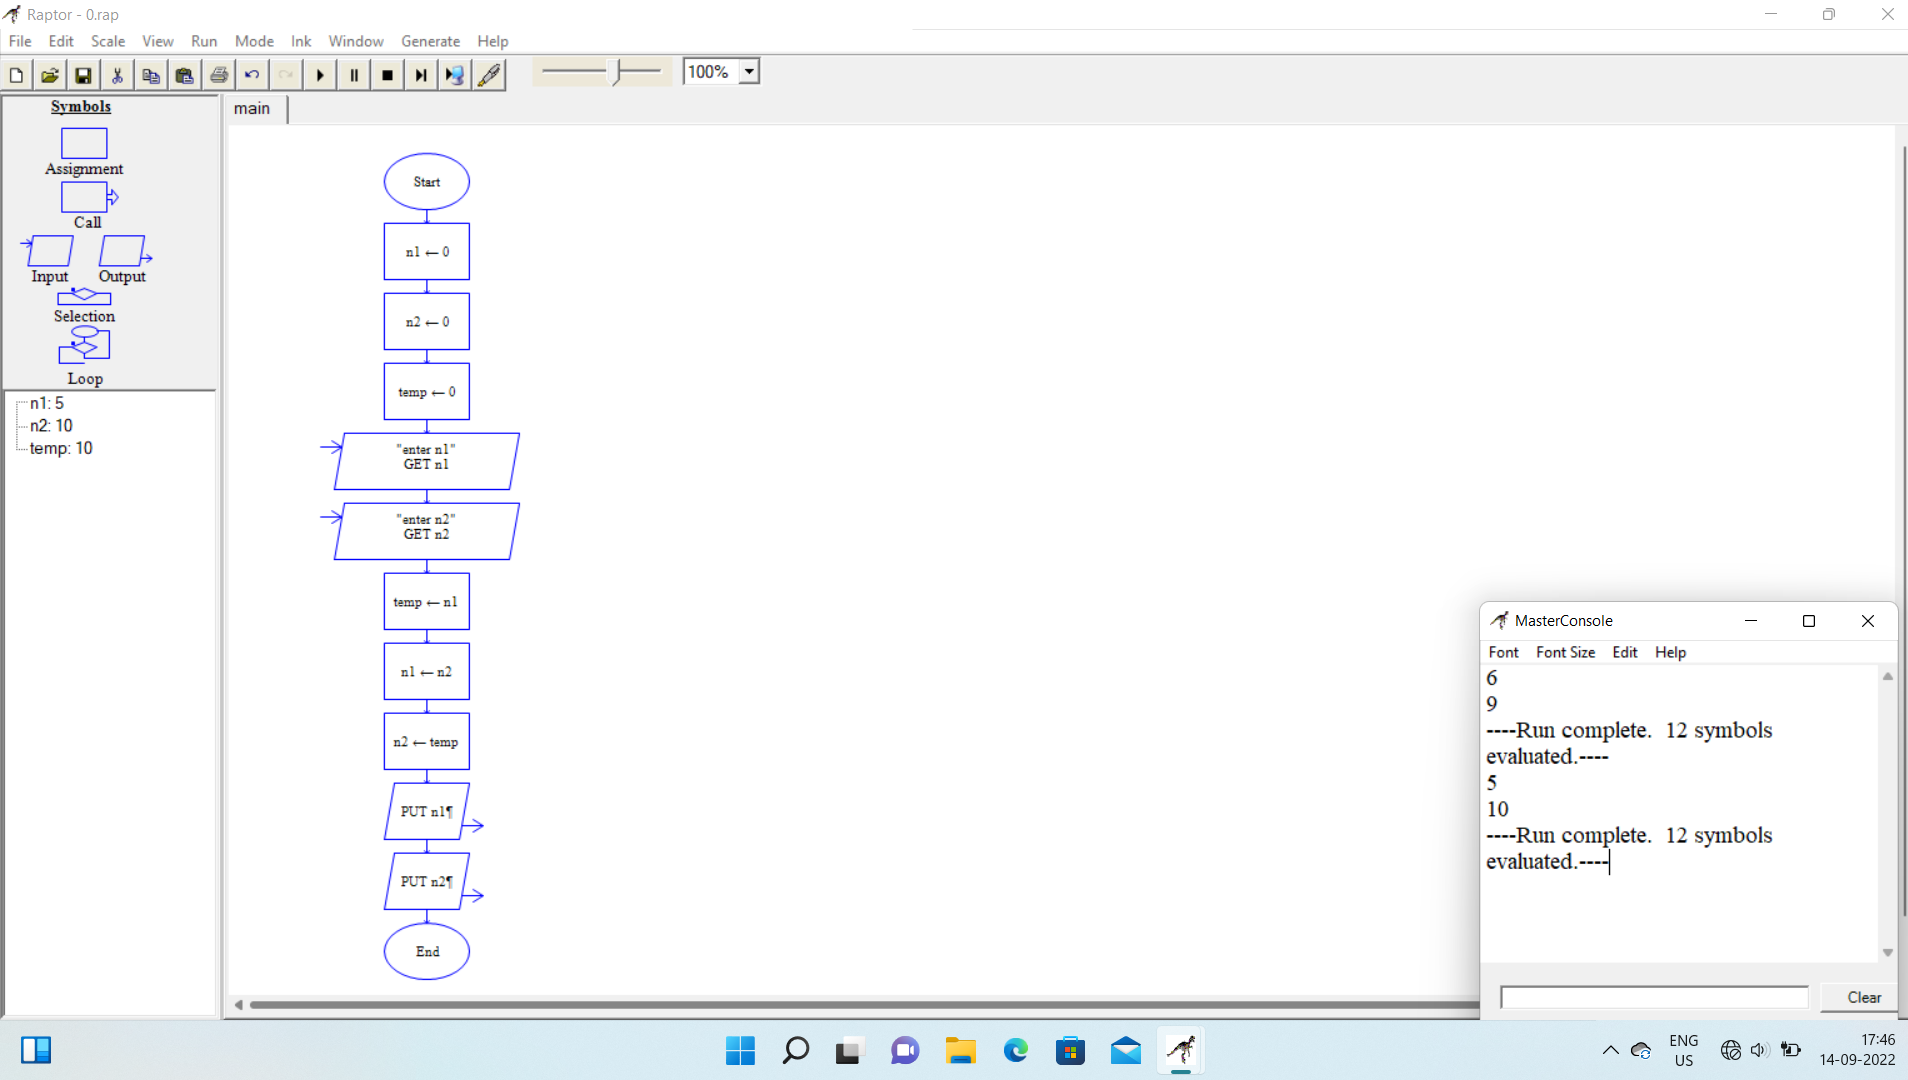 Raptor - 0.rap
File Edit Scale View Run Mode Ink Window Generate Help
100%
Symbols
Assignment
Call
Input Output
Selection
Loop
n1: 5
n2: 10
temp: 10
main
Start
n1 ← 0
n2 ← 0
temp ← 0
"enter n1"
GET n1
"enter n2"
GET n2
temp ← n1
n1 ← n2
n2 ← temp
PUT n1¶
PUT n2¶
End
MasterConsole
Font Font Size Edit Help
6
9
----Run complete.  12 symbols
evaluated.----
5
10
----Run complete.  12 symbols
evaluated.----
Clear
ENG
US
17:46
14-09-2022